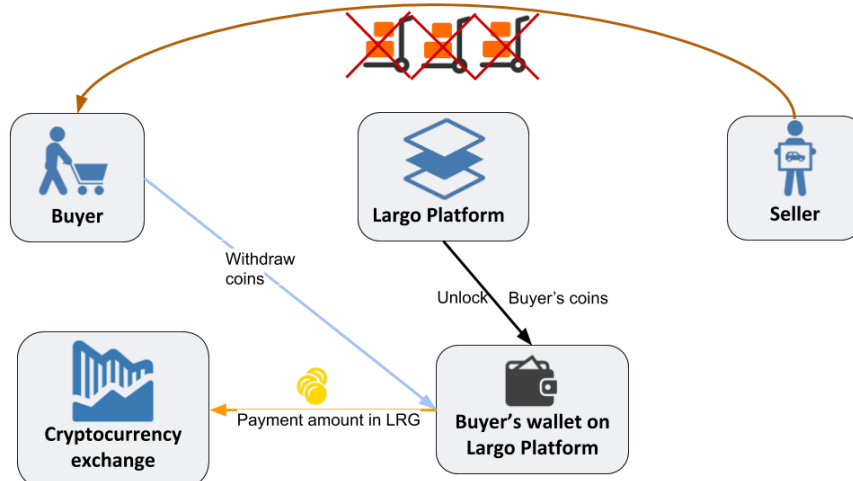 Buyer
Largo Platform
Seller
Withdraw
coins
Unlock Buyer's coins
Cryptocurrency
exchange
Payment amount in LRG
Buyer's wallet on
Largo Platform